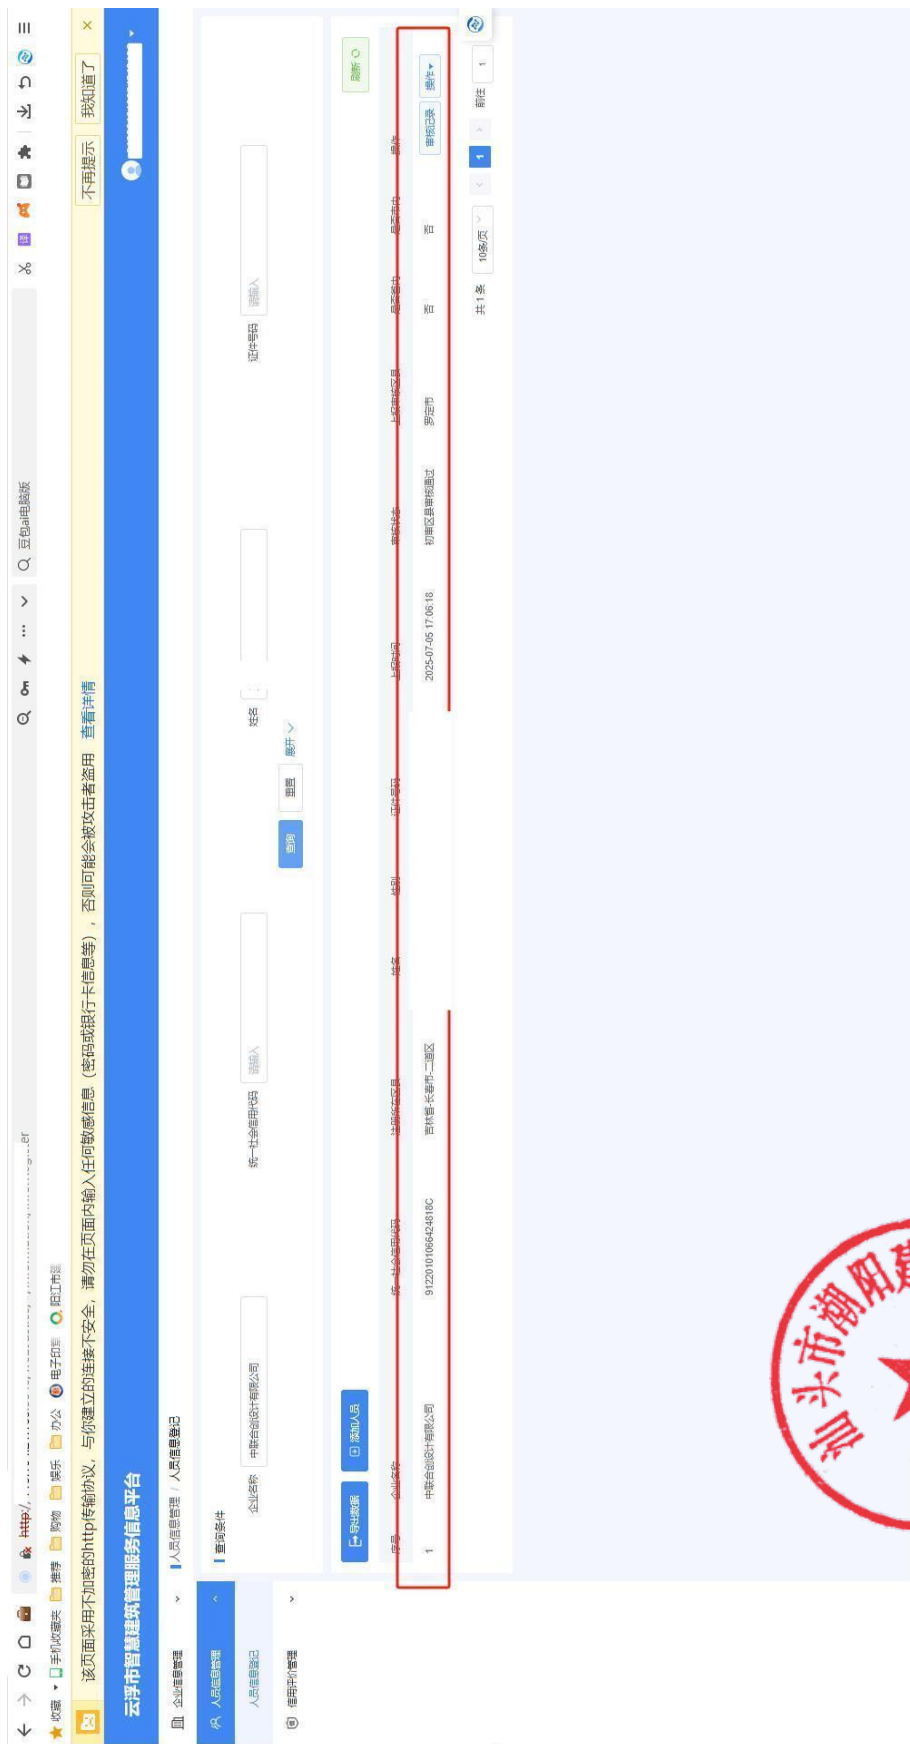 豆包ai电脑版
收藏 手机收藏夹 推荐 购物 娱乐 办公 电子印章 阳江市建
该页面采用不加密的http传输协议，与你建立的连接不安全，请勿在页面内输入任何敏感信息（密码或银行卡信息等），否则可能会被攻击者盗用 查看详情 不再提示 我知道了
云浮市智慧建筑管理服务信息平台
企业信息管理
人员信息管理
人员信息登记
信用评价管理
人员信息管理 / 人员信息登记
查询条件
企业名称 中联合创设计有限公司 统一社会信用代码 请输入 姓名 证件号码 请输入
查询 重置 展开
导出数据 添加人员 刷新
序号 企业名称 统一社会信用代码 注册所在区县 姓名 性别 证件号码 上报时间 审核状态 上报审核区县 是否省内 是否市内 操作
1 中联合创设计有限公司 9122010106642481​8C 吉林省-长春市-二道区 2025-07-05 17:06:18 初审区县审核通过 罗定市 否 否 审核记录 操作
共 1 条 10条/页 1 前往 1
汕头市潮阳建